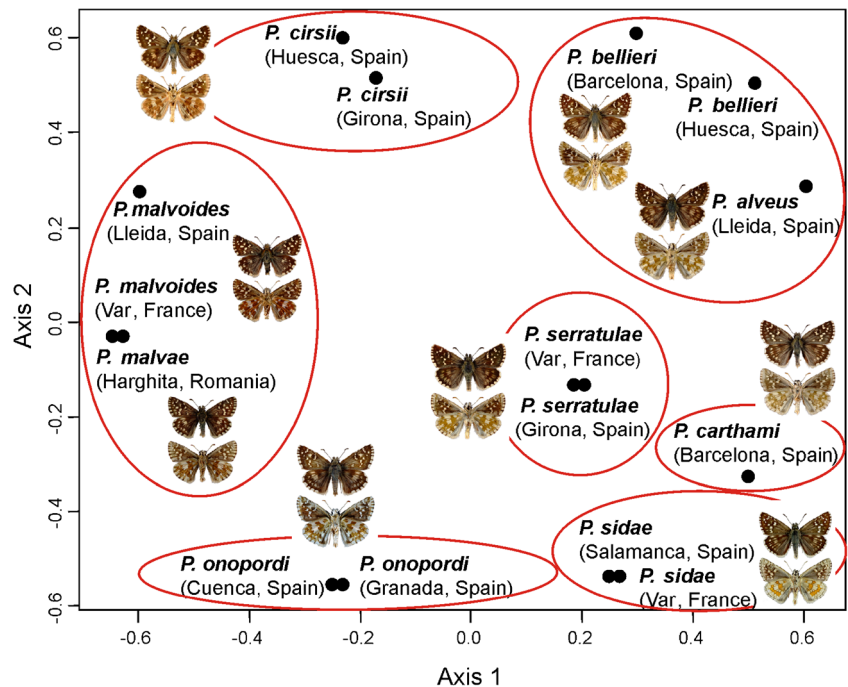 0.6
0.4
0.2
0.0
-0.2
-0.4
-0.6
Axis 2
P. cirsii
(Huesca, Spain)
P. cirsii
(Girona, Spain)
P. bellieri
(Barcelona, Spain)
P. bellieri
(Huesca, Spain)
P. alveus
(Lleida, Spain)
P. malvoides
(Lleida, Spain
P. malvoides
(Var, France)
P. malvae
(Harghita, Romania)
P. serratulae
(Var, France)
P. serratulae
(Girona, Spain)
P. carthami
(Barcelona, Spain)
P. onopordi
(Cuenca, Spain)
P. onopordi
(Granada, Spain)
P. sidae
(Salamanca, Spain)
P. sidae
(Var, France)
-0.6 -0.4 -0.2 0.0 0.2 0.4 0.6
Axis 1